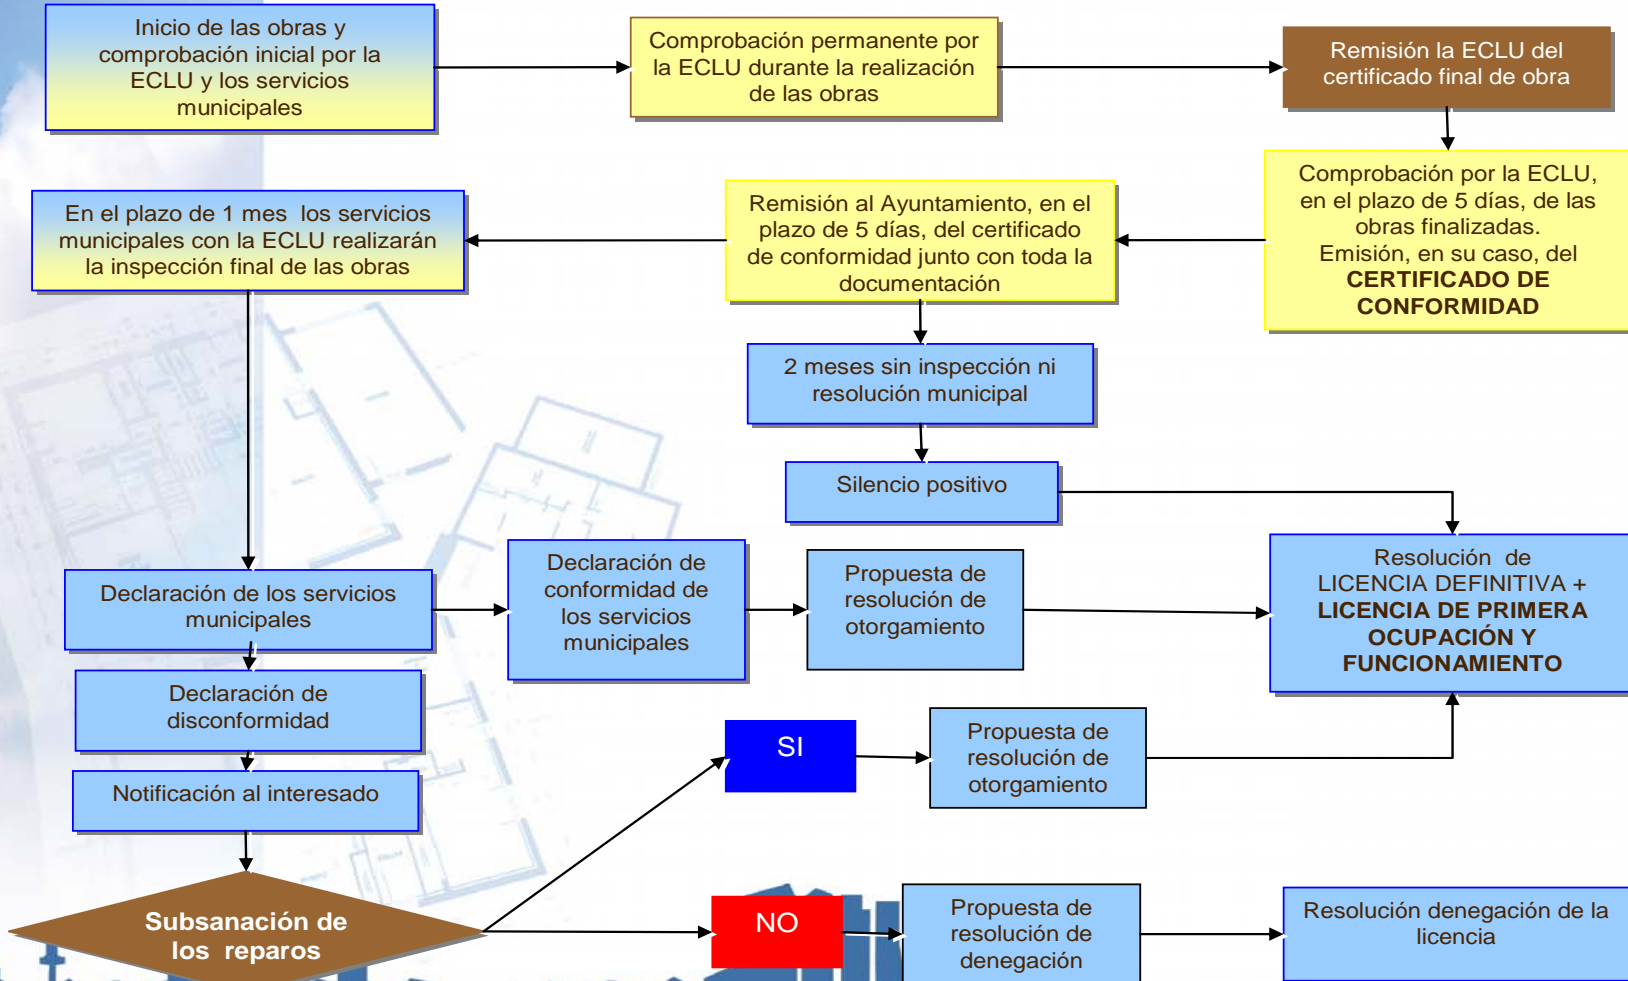 Inicio de las obras y
comprobación inicial por la
ECLU y los servicios
municipales
Comprobación permanente por
la ECLU durante la realización
de las obras
Remisión la ECLU del
certificado final de obra
Comprobación por la ECLU,
en el plazo de 5 días, de las
obras finalizadas.
Emisión, en su caso, del
CERTIFICADO DE
CONFORMIDAD
Remisión al Ayuntamiento, en el
plazo de 5 días, del certificado
de conformidad junto con toda la
documentación
En el plazo de 1 mes los servicios
municipales con la ECLU realizarán
la inspección final de las obras
2 meses sin inspección ni
resolución municipal
Silencio positivo
Declaración de los servicios
municipales
Declaración de
conformidad de
los servicios
municipales
Propuesta de
resolución de
otorgamiento
Resolución de
LICENCIA DEFINITIVA +
LICENCIA DE PRIMERA
OCUPACIÓN Y
FUNCIONAMIENTO
Declaración de
disconformidad
Notificación al interesado
SI
Propuesta de
resolución de
otorgamiento
Subsanación de
los reparos
NO
Propuesta de
resolución de
denegación
Resolución denegación de la
licencia